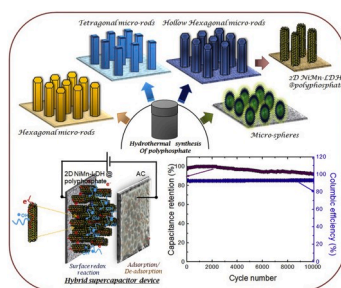 Tetragonal micro-rods
Hollow Hexagonal micro-rods
2D NiMn-LDH
@polyphosphate
Hexagonal micro-rods
Hydrothermal synthesis
Of polyphosphate
Micro-spheres
2D NiMn-LDH @
polyphosphate
AC
e⁻
Surface redox
reaction
Adsorption/
De-adsorption
Hybrid supercapacitor device
Capacitance retention (%)
100
80
60
40
20
0
0 2000 4000 6000 8000 10000
Cycle number
100
80
60
40
20
0
Columbic efficiency (%)